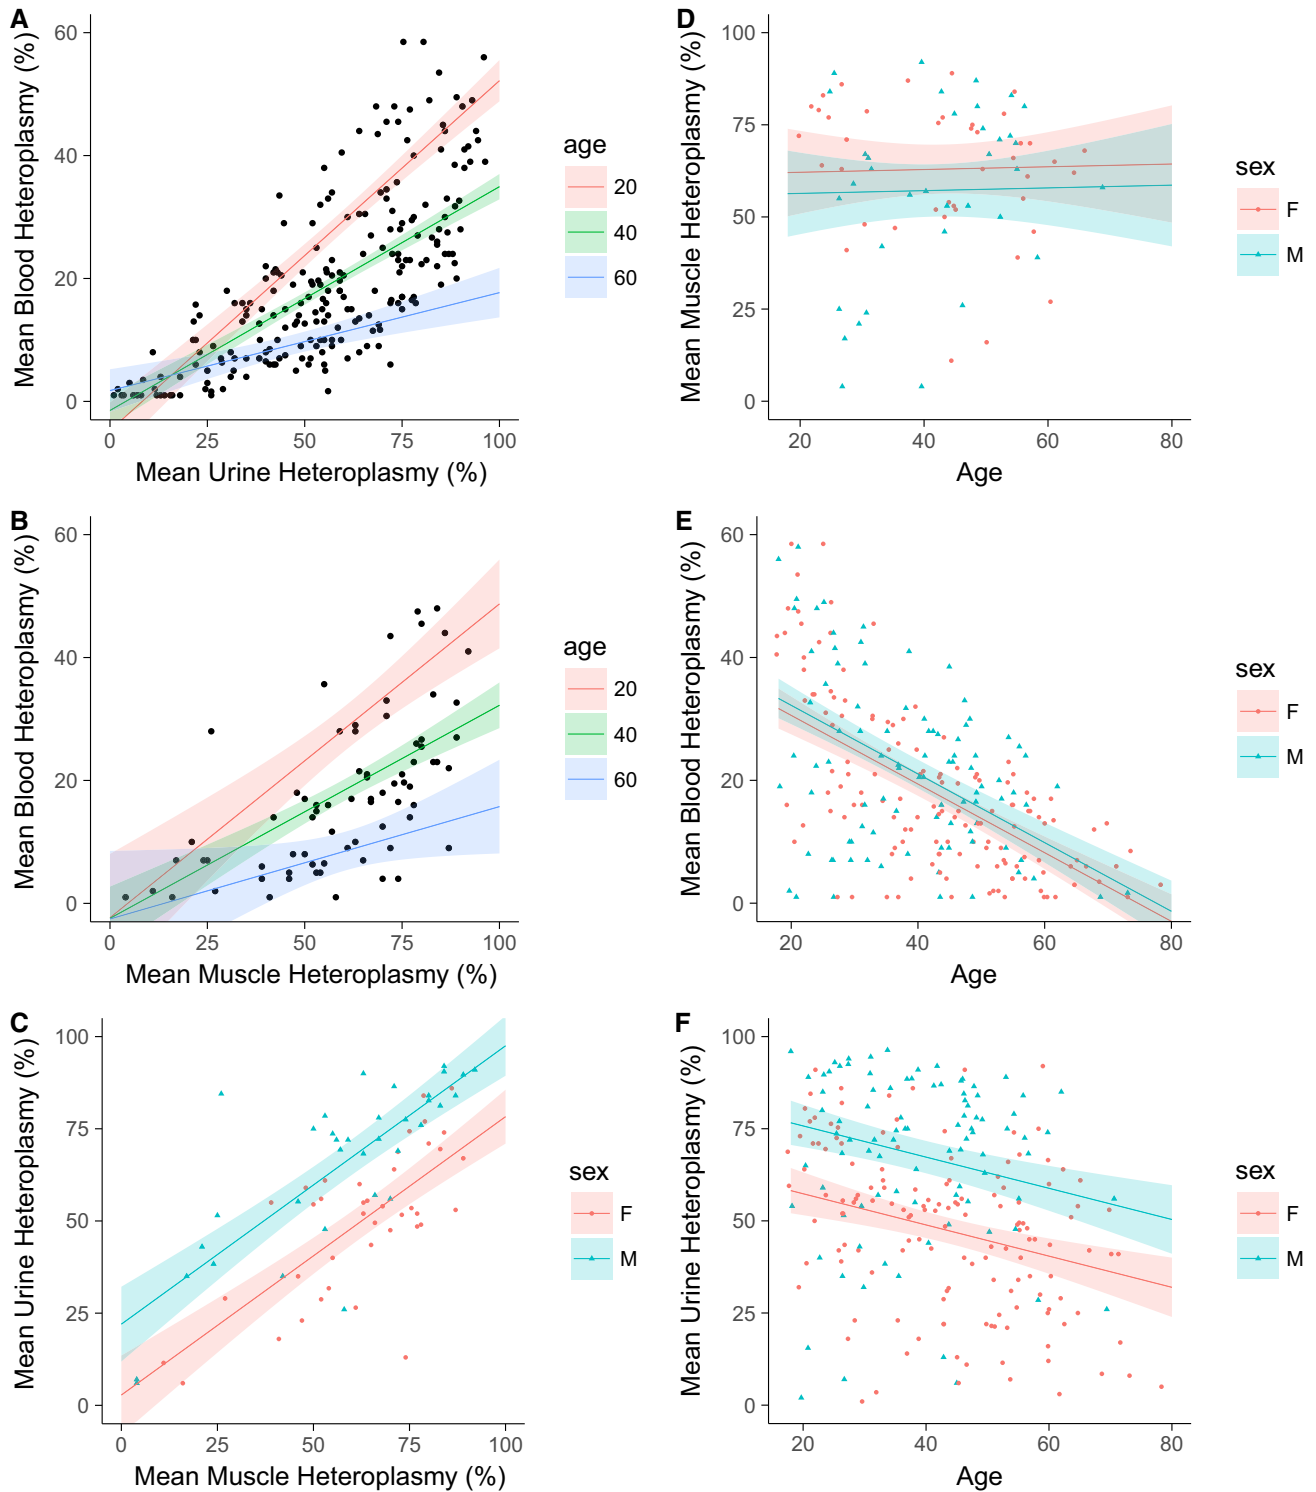 A
Mean Blood Heteroplasmy (%)
60
40
20
0
0 25 50 75 100
Mean Urine Heteroplasmy (%)
age
20
40
60
D
Mean Muscle Heteroplasmy (%)
100
75
50
25
0
20 40 60 80
Age
sex
F
M
B
Mean Blood Heteroplasmy (%)
60
40
20
0
0 25 50 75 100
Mean Muscle Heteroplasmy (%)
age
20
40
60
E
Mean Blood Heteroplasmy (%)
60
40
20
0
20 40 60 80
Age
sex
F
M
C
Mean Urine Heteroplasmy (%)
100
75
50
25
0
0 25 50 75 100
Mean Muscle Heteroplasmy (%)
sex
F
M
F
Mean Urine Heteroplasmy (%)
100
75
50
25
0
20 40 60 80
Age
sex
F
M